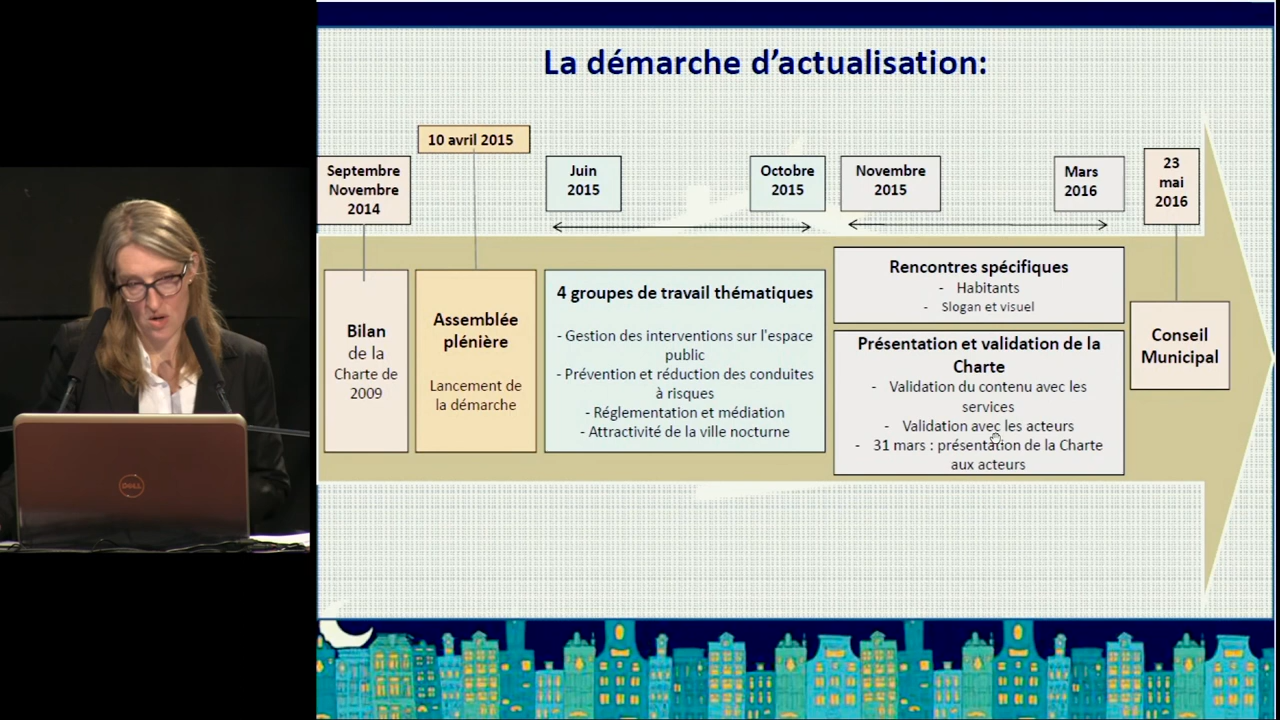 La démarche d'actualisation:
10 avril 2015
Septembre
Novembre
2014
Juin
2015
Octobre
2015
Novembre
2015
Mars
2016
23
mai
2016
Bilan
de la
Charte de
2009
Assemblée
plénière
Lancement de
la démarche
4 groupes de travail thématiques
- Gestion des interventions sur l'espace
public
- Prévention et réduction des conduites
à risques
- Réglementation et médiation
- Attractivité de la ville nocturne
Rencontres spécifiques
- Habitants
- Slogan et visuel
Présentation et validation de la
Charte
- Validation du contenu avec les
services
- Validation avec les acteurs
- 31 mars : présentation de la Charte
aux acteurs
Conseil
Municipal
DELL